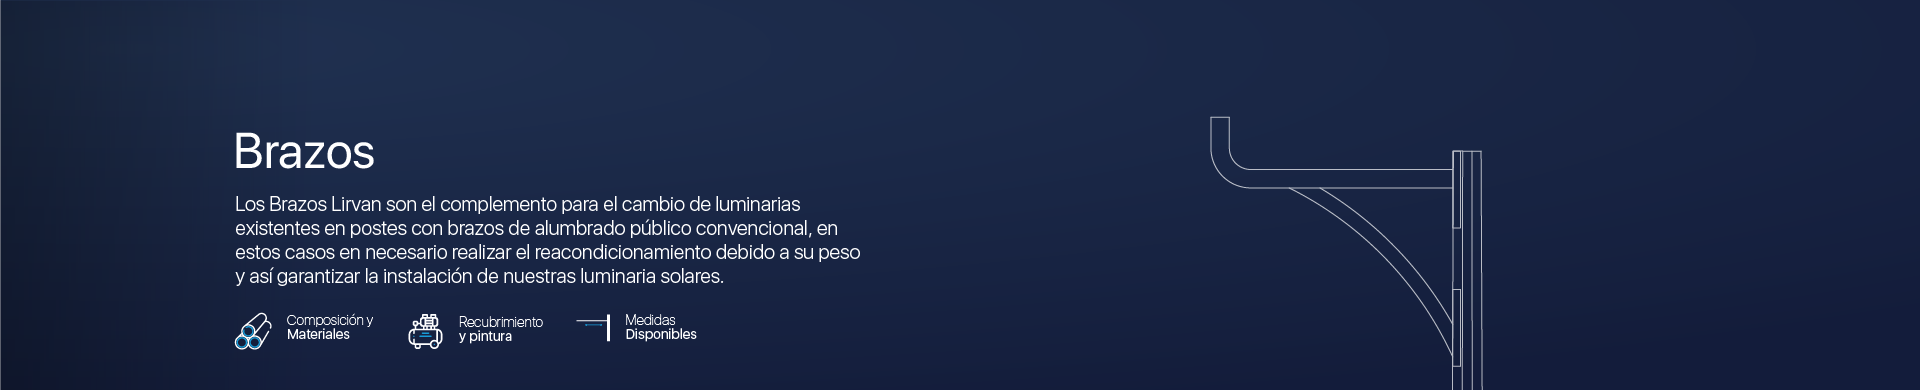 Brazos
Los Brazos Lirvan son el complemento para el cambio de luminarias
existentes en postes con brazos de alumbrado público convencional, en
estos casos en necesario realizar el reacondicionamiento debido a su peso
y así garantizar la instalación de nuestras luminaria solares.
Composición y
Materiales
Recubrimiento
y pintura
Medidas
Disponibles